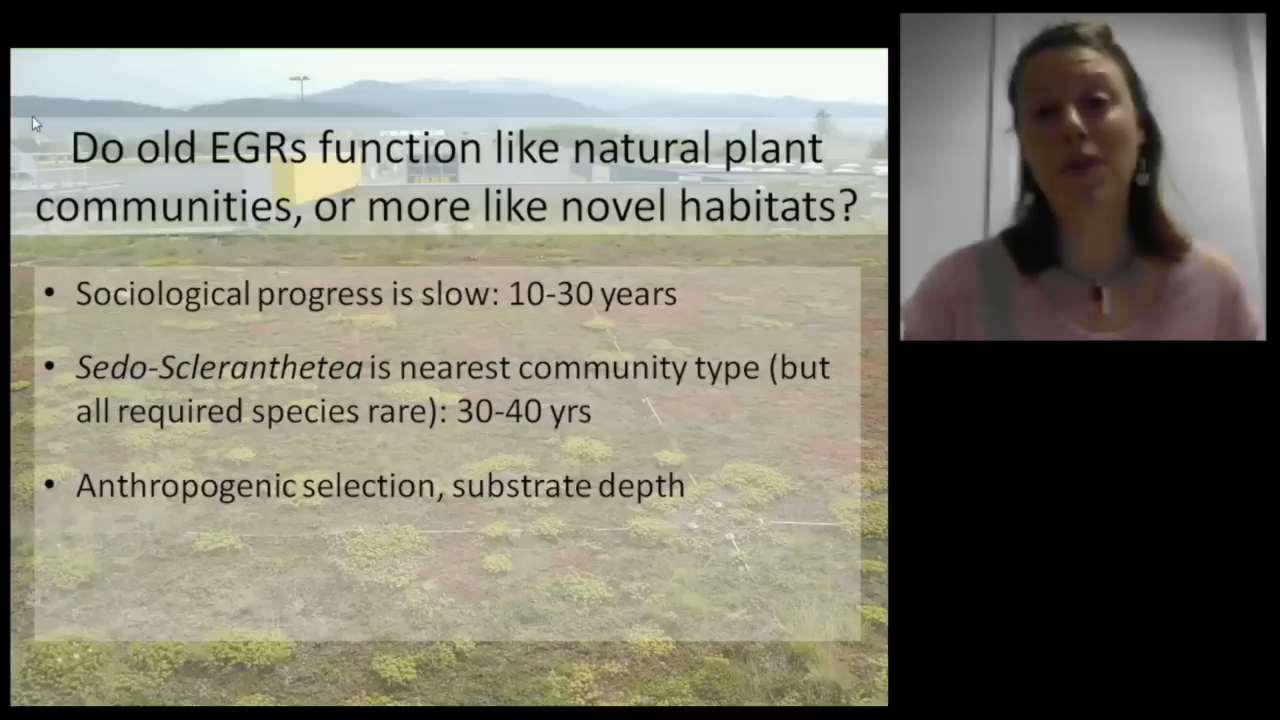 Do old EGRs function like natural plant
communities, or more like novel habitats?
• Sociological progress is slow: 10-30 years
• Sedo-Scleranthetea is nearest community type (but
all required species rare): 30-40 yrs
• Anthropogenic selection, substrate depth